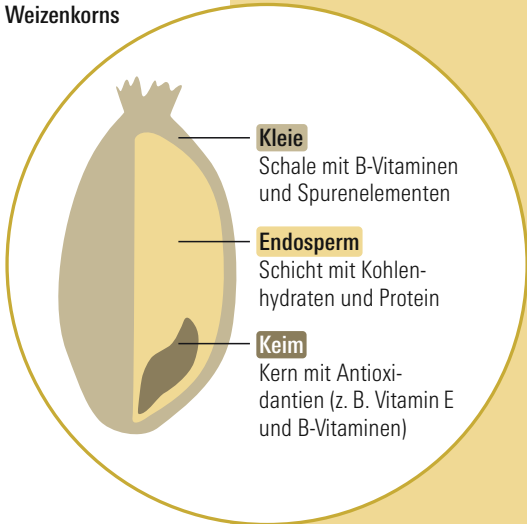 Weizenkorns
Kleie
Schale mit B-Vitaminen
und Spurenelementen
Endosperm
Schicht mit Kohlen-
hydraten und Protein
Keim
Kern mit Antioxi-
dantien (z. B. Vitamin E
und B-Vitaminen)